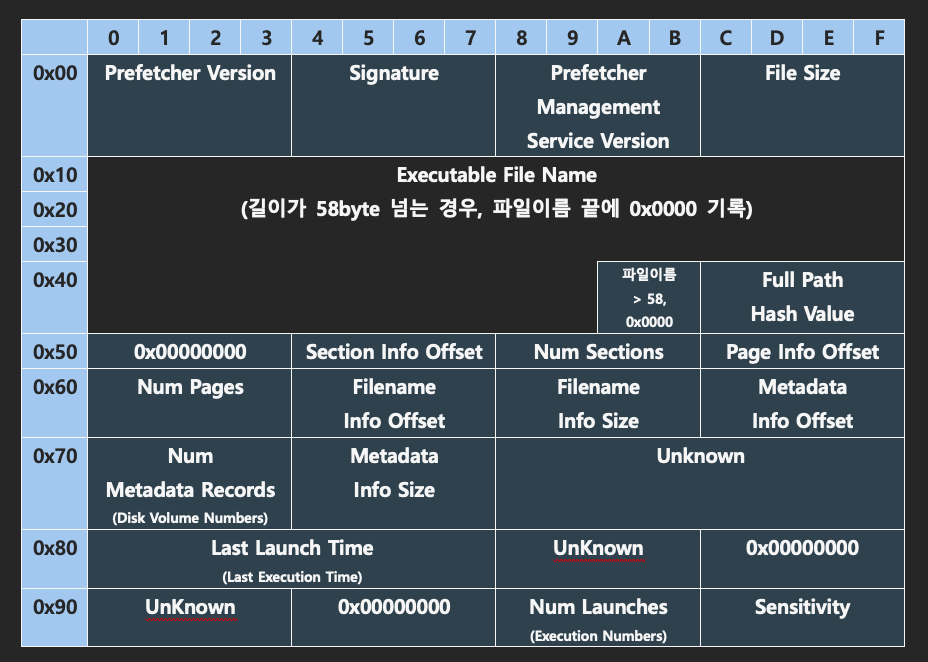 0 1 2 3 4 5 6 7 8 9 A B C D E F
0x00 Prefetcher Version Signature Prefetcher File Size
Management
Service Version
0x10 Executable File Name
0x20 (길이가 58byte 넘는 경우, 파일이름 끝에 0x0000 기록)
0x30
0x40 파일이름 Full Path
> 58, Hash Value
0x0000
0x50 0x00000000 Section Info Offset Num Sections Page Info Offset
0x60 Num Pages Filename Filename Metadata
Info Offset Info Size Info Offset
0x70 Num Metadata Unknown
Metadata Records Info Size
(Disk Volume Numbers)
0x80 Last Launch Time UnKnown 0x00000000
(Last Execution Time)
0x90 UnKnown 0x00000000 Num Launches Sensitivity
(Execution Numbers)